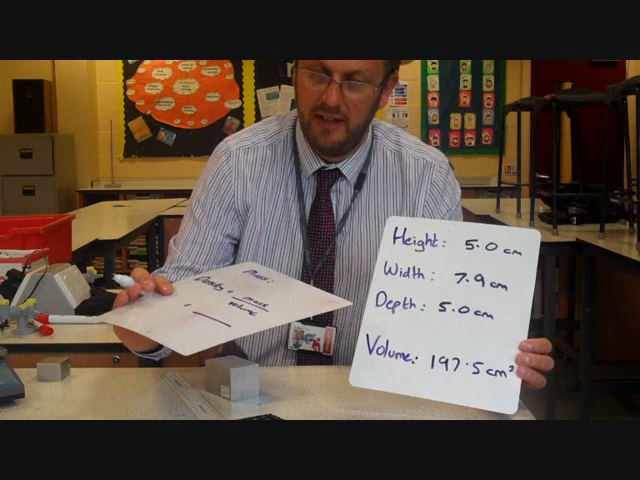 Mass:
Density = mass
volume
=
Height: 5.0 cm
Width: 7.9 cm
Depth: 5.0 cm
Volume: 197.5 cm³